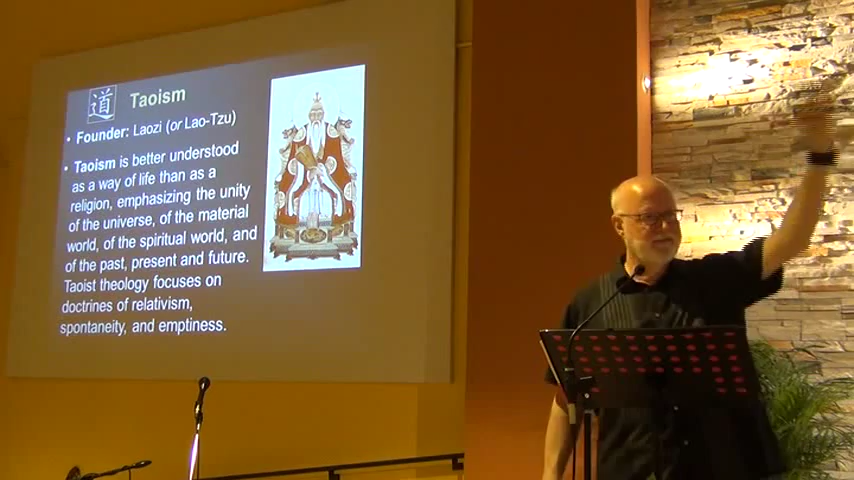 道 Taoism
• Founder: Laozi (or Lao-Tzu)
• Taoism is better understood
as a way of life than as a
religion, emphasizing the unity
of the universe, of the material
world, of the spiritual world, and
of the past, present and future.
Taoist theology focuses on
doctrines of relativism,
spontaneity, and emptiness.